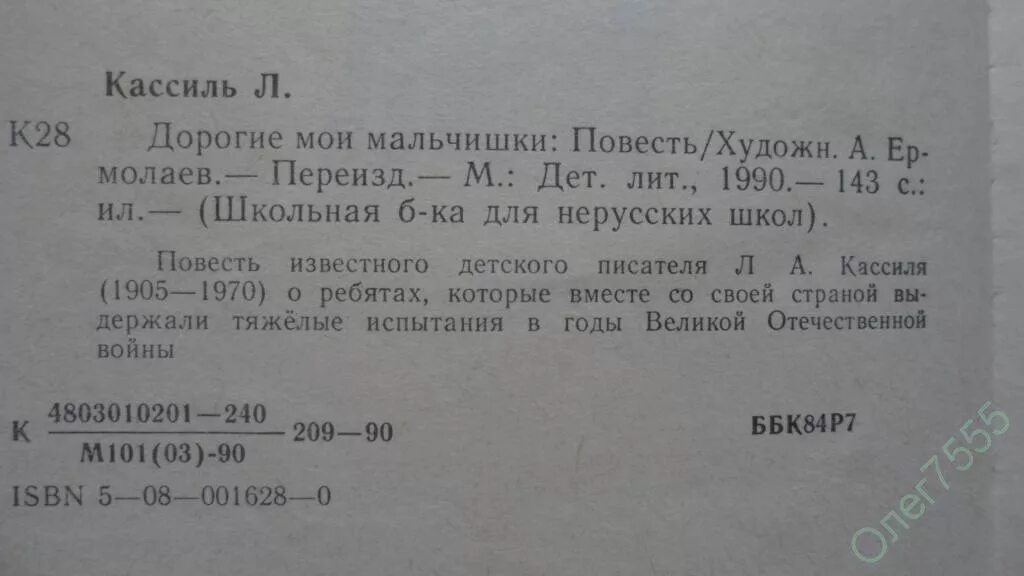 Кассиль Л.
К28 Дорогие мои мальчишки: Повесть/Художн. А. Ер-
молаев.— Переизд.— М.: Дет. лит., 1990.— 143 с.:
ил.— (Школьная б-ка для нерусских школ).
Повесть известного детского писателя Л А. Кассиля
(1905—1970) о ребятах, которые вместе со своей страной вы-
держали тяжёлые испытания в годы Великой Отечественной
войны
4803010201—240
К 209—90
М101(03)-90
ББК84Р7
ISBN 5—08—001628—0
Олег7555